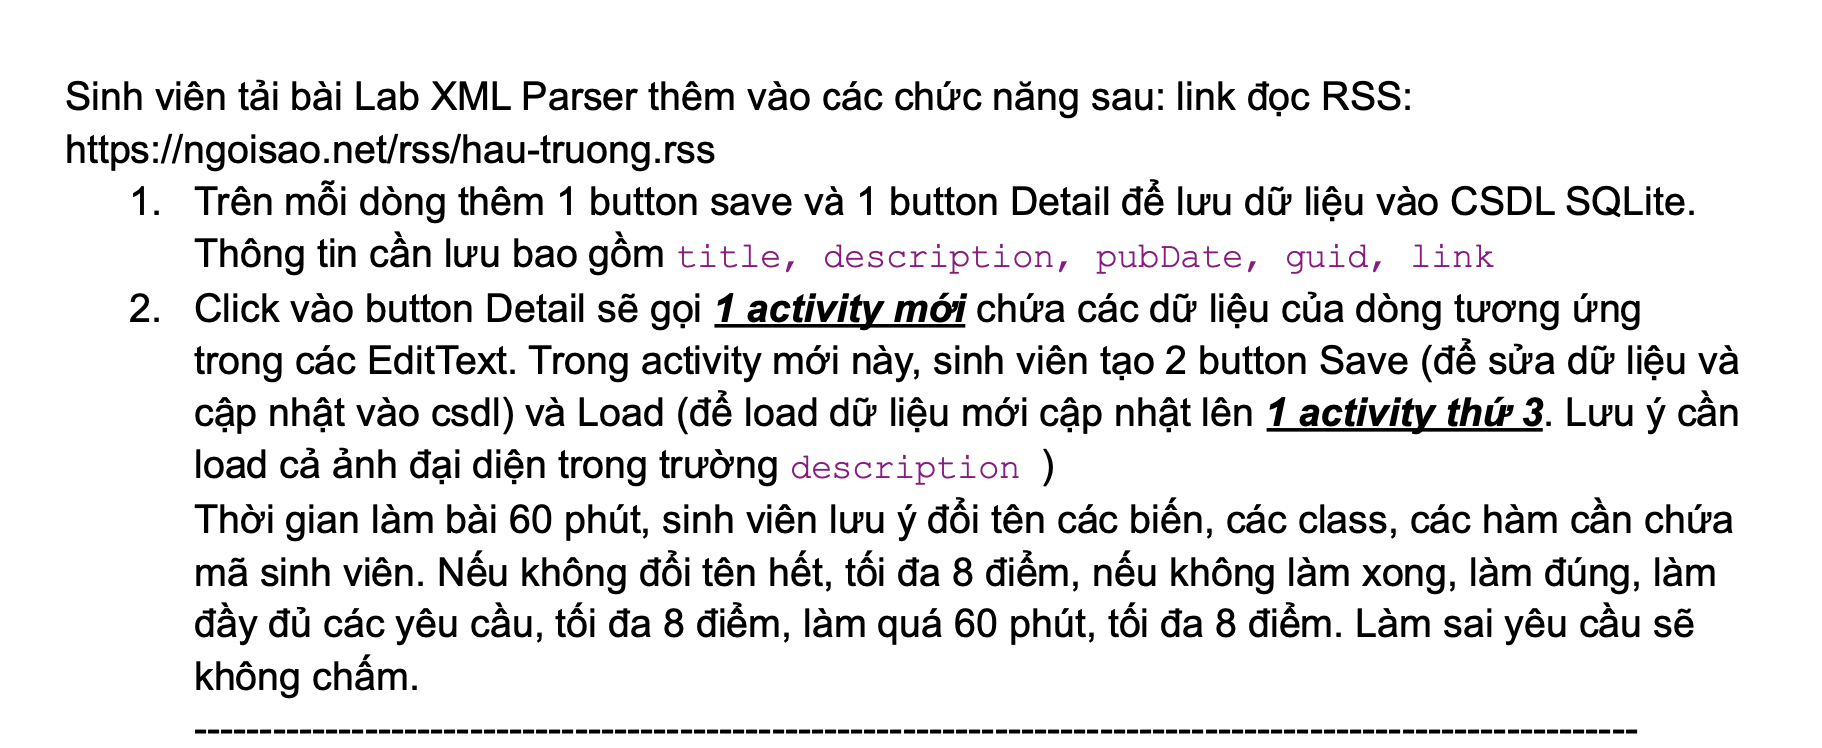 Sinh viên tải bài Lab XML Parser thêm vào các chức năng sau: link đọc RSS:
https://ngoisao.net/rss/hau-truong.rss
1. Trên mỗi dòng thêm 1 button save và 1 button Detail để lưu dữ liệu vào CSDL SQLite.
Thông tin cần lưu bao gồm title, description, pubDate, guid, link
2. Click vào button Detail sẽ gọi 1 activity mới chứa các dữ liệu của dòng tương ứng
trong các EditText. Trong activity mới này, sinh viên tạo 2 button Save (để sửa dữ liệu và
cập nhật vào csdl) và Load (để load dữ liệu mới cập nhật lên 1 activity thứ 3. Lưu ý cần
load cả ảnh đại diện trong trường description )
Thời gian làm bài 60 phút, sinh viên lưu ý đổi tên các biến, các class, các hàm cần chứa
mã sinh viên. Nếu không đổi tên hết, tối đa 8 điểm, nếu không làm xong, làm đúng, làm
đầy đủ các yêu cầu, tối đa 8 điểm, làm quá 60 phút, tối đa 8 điểm. Làm sai yêu cầu sẽ
không chấm.